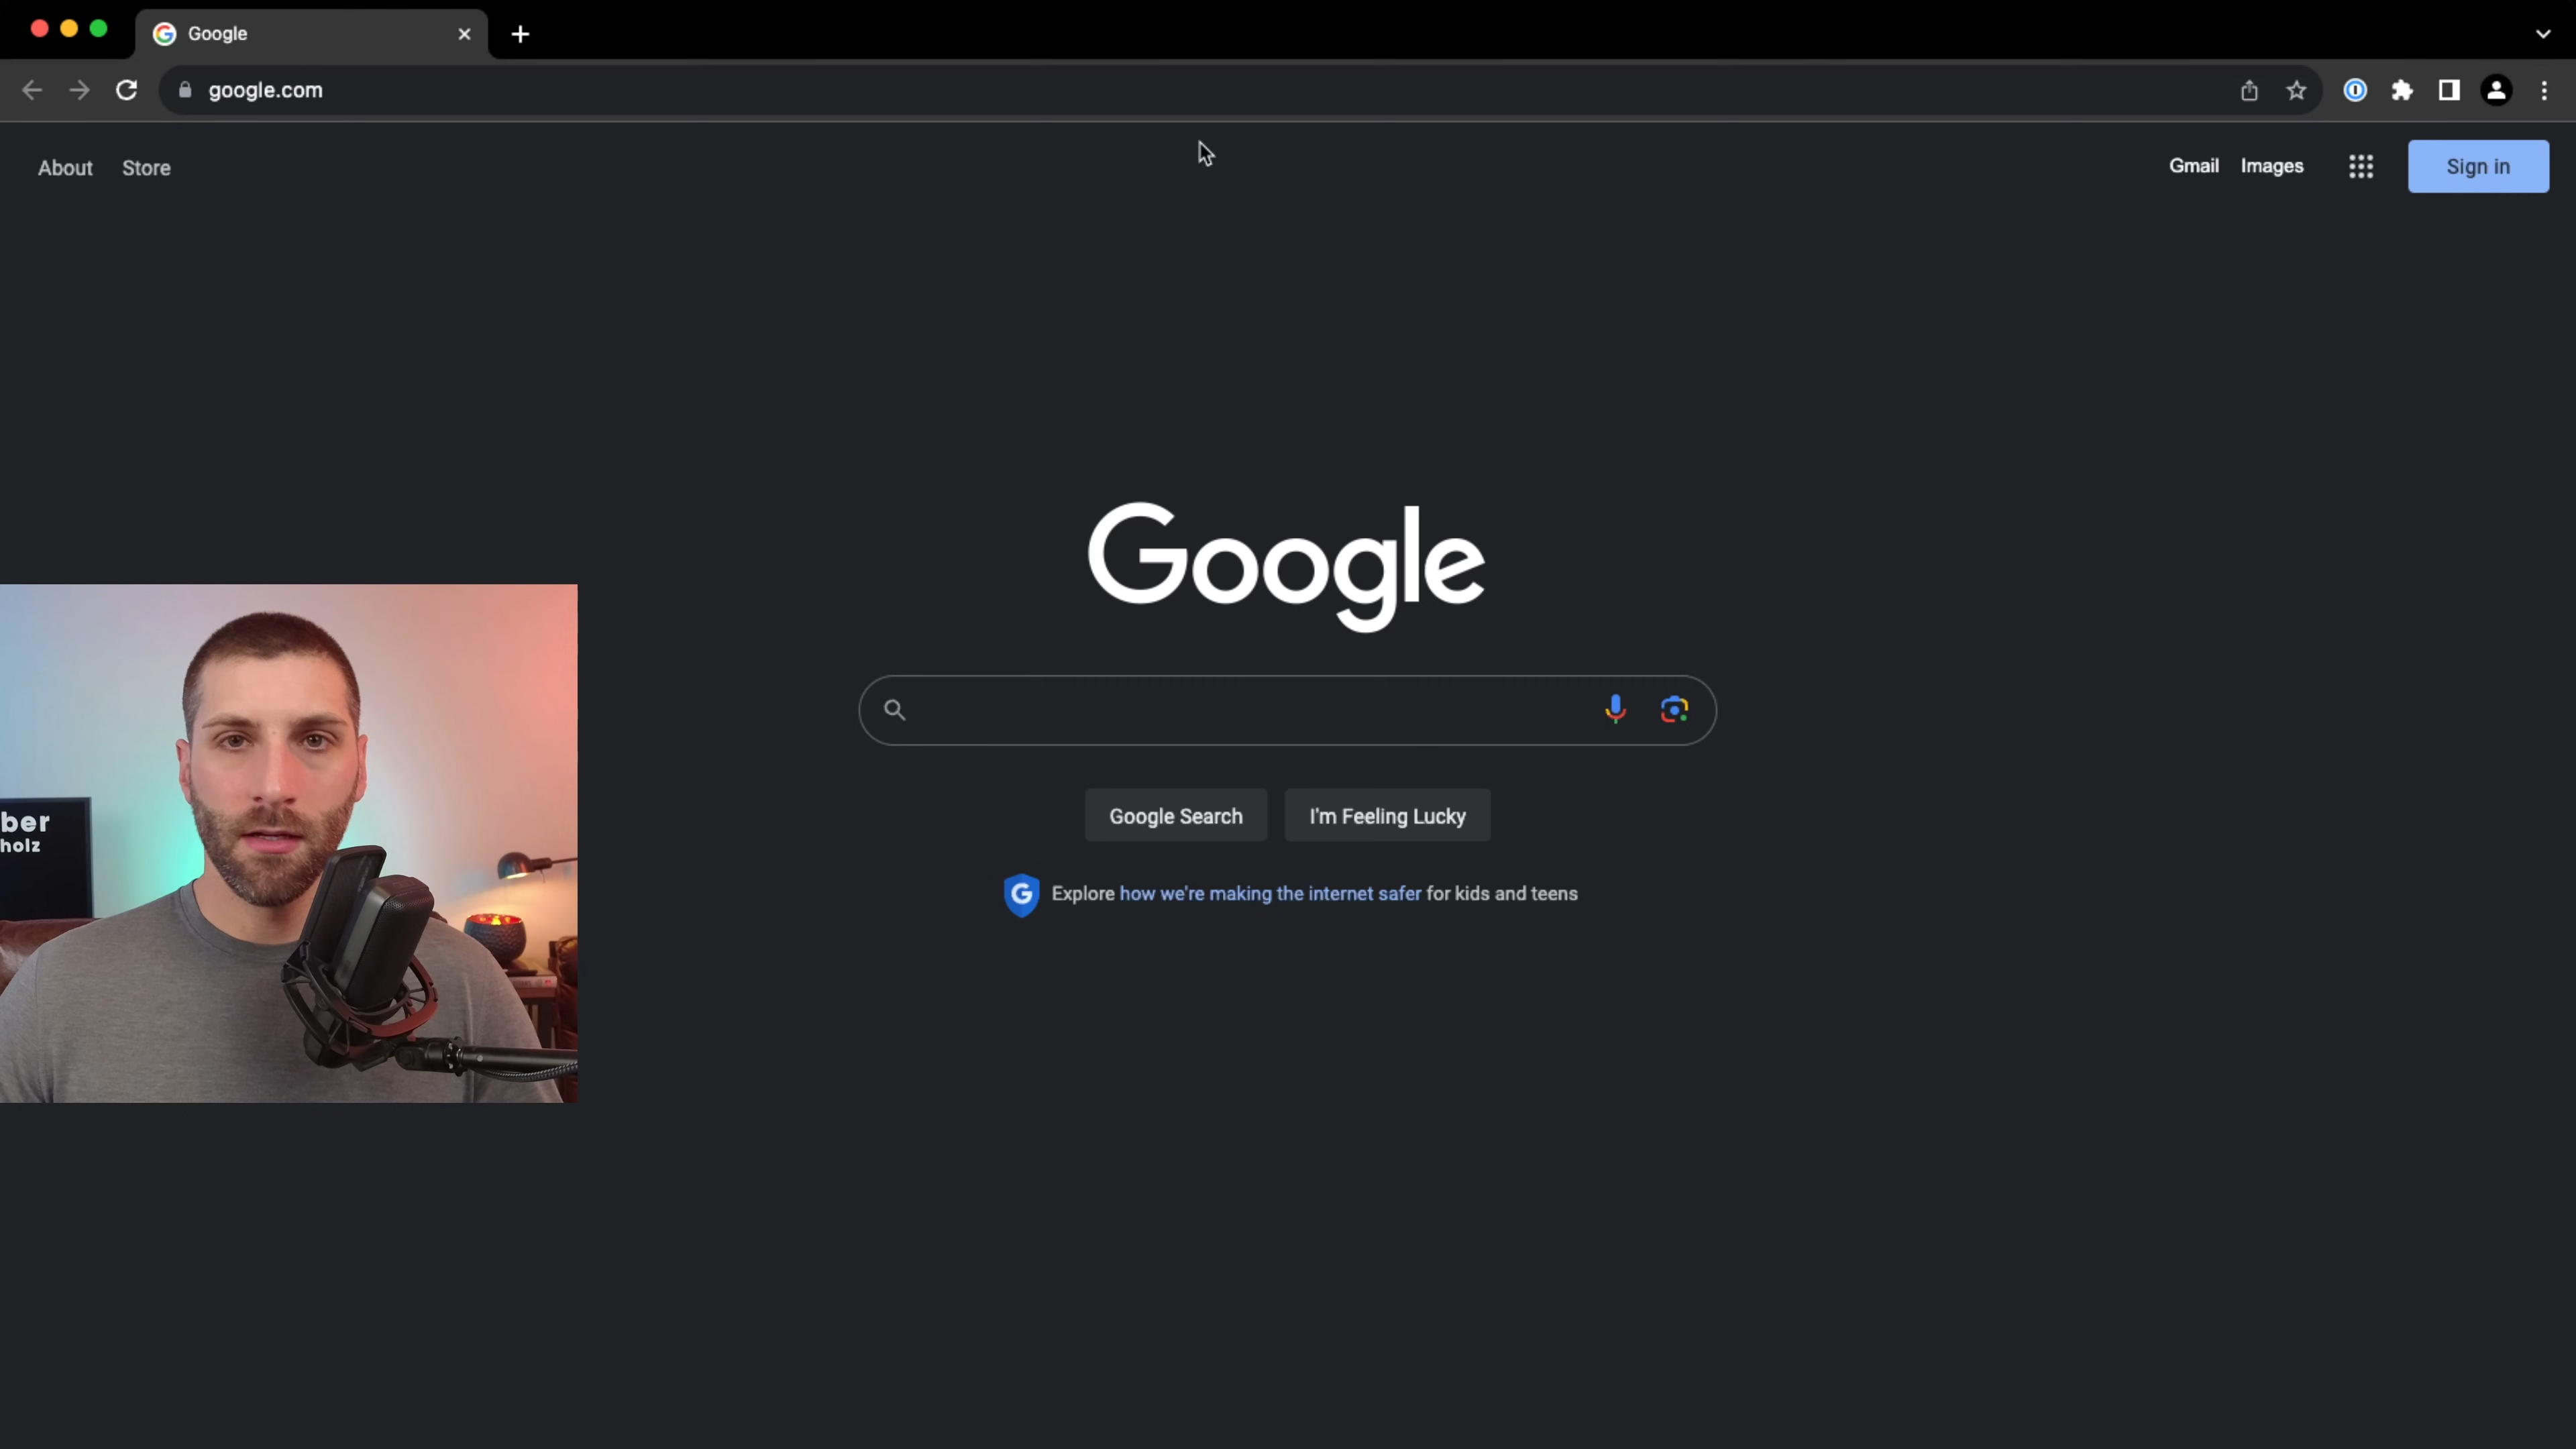 Google
google.com
About Store
Gmail Images Sign in
Google
Google Search I'm Feeling Lucky
Explore how we're making the internet safer for kids and teens
ber
holz